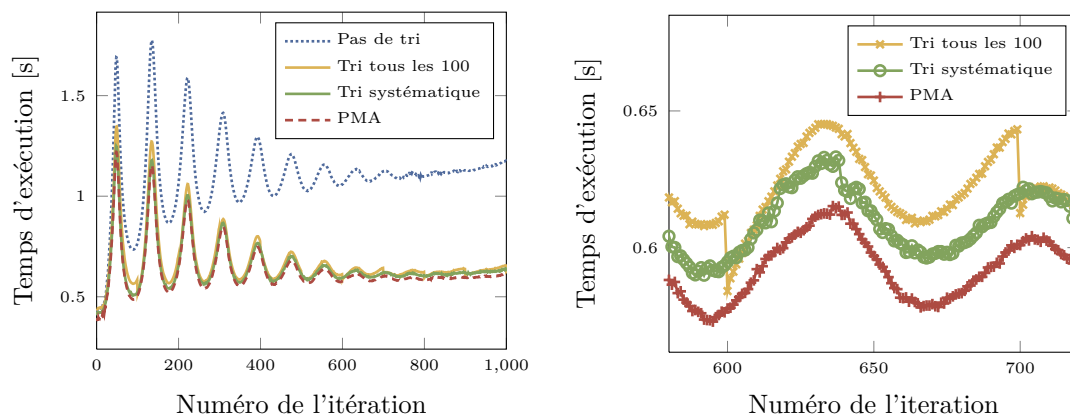 Temps d'exécution [s]
1.5
1
0.5
0
200
400
600
800
1,000
Numéro de l'itération
Pas de tri
Tri tous les 100
Tri systématique
PMA
Temps d'exécution [s]
0.65
0.6
600
650
700
Numéro de l'iteration
Tri tous les 100
Tri systématique
PMA